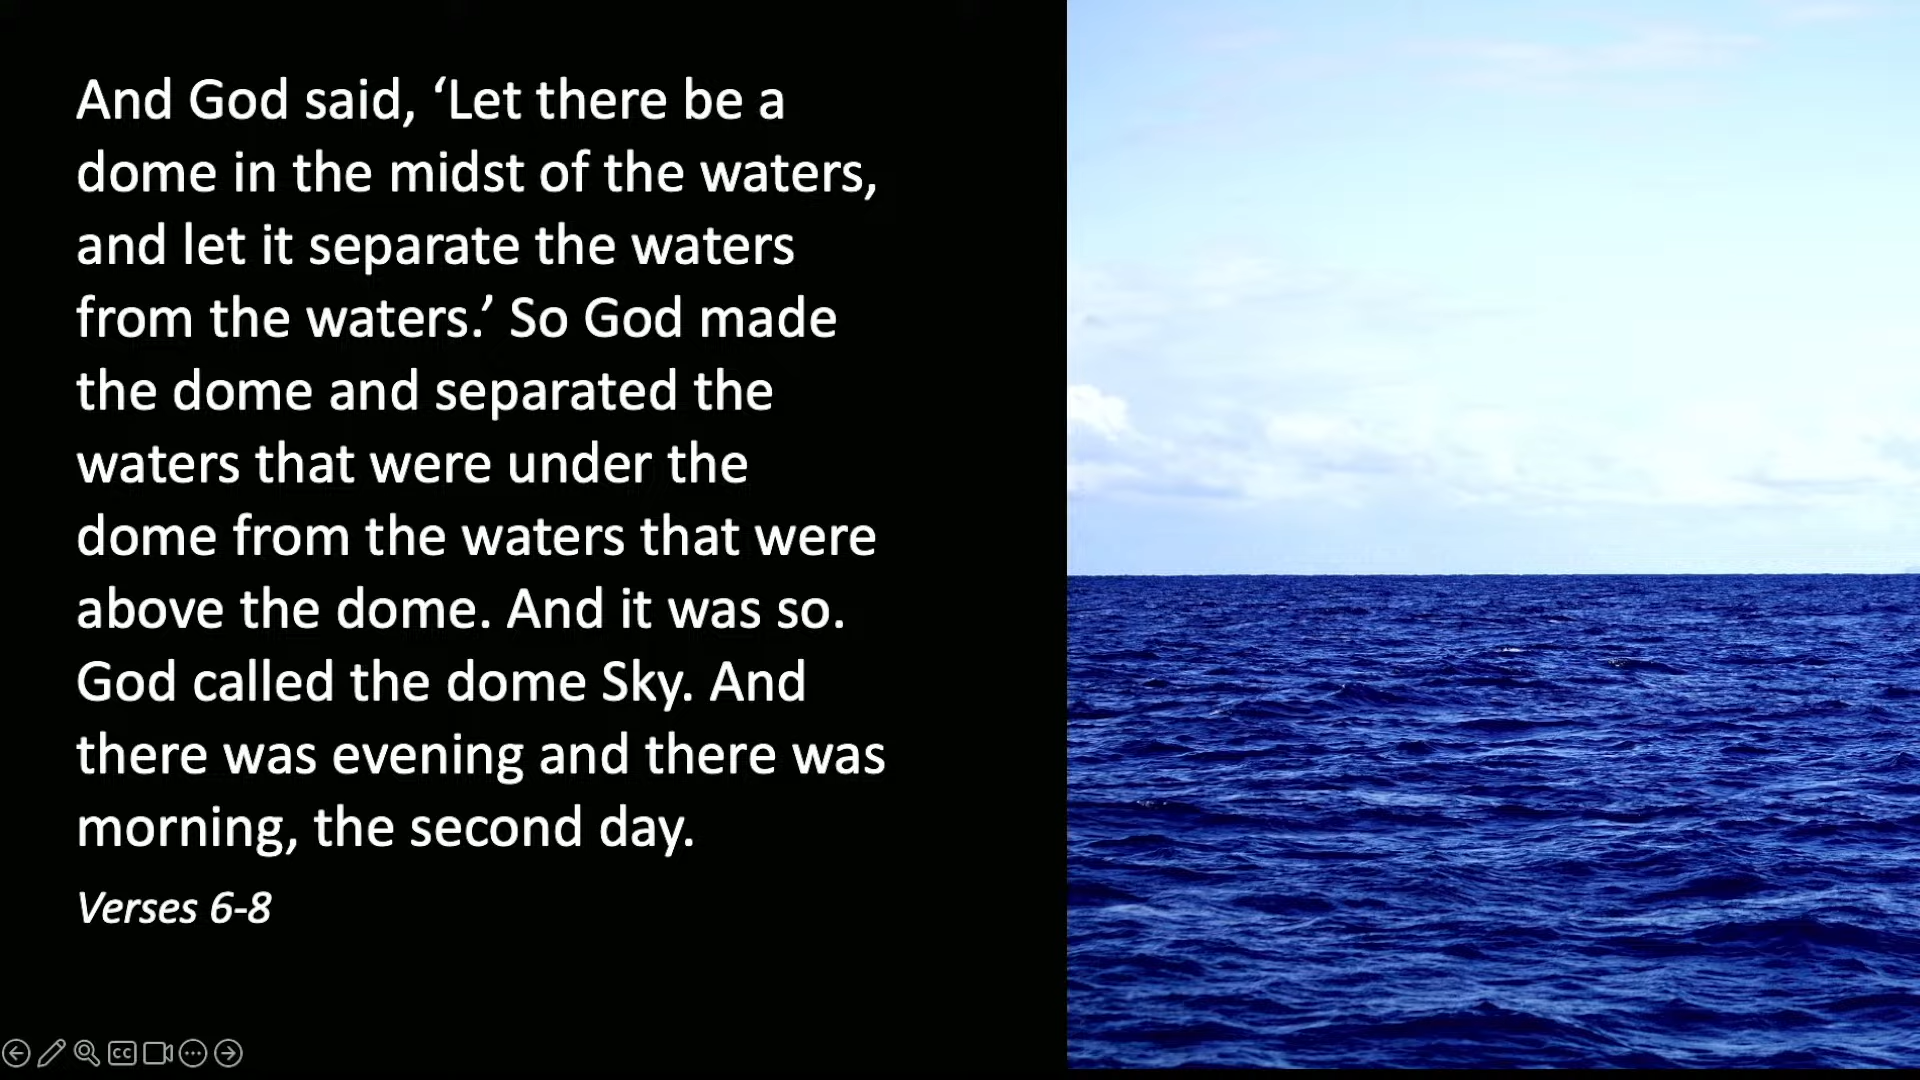 And God said, ‘Let there be a
dome in the midst of the waters,
and let it separate the waters
from the waters.’ So God made
the dome and separated the
waters that were under the
dome from the waters that were
above the dome. And it was so.
God called the dome Sky. And
there was evening and there was
morning, the second day.
Verses 6-8
CC